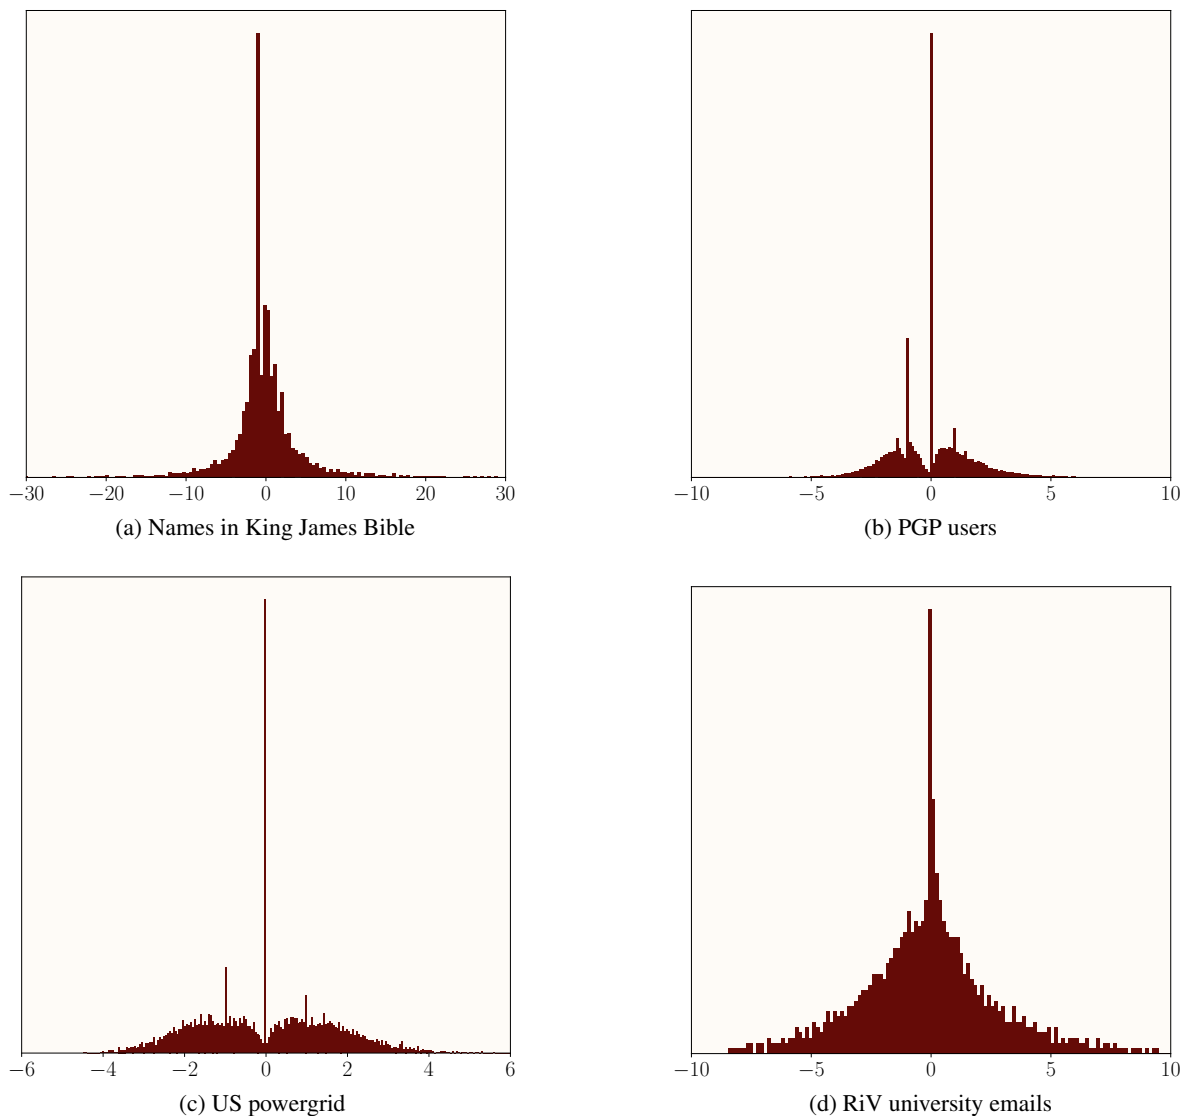 −30 −20 −10 0 10 20 30
(a) Names in King James Bible
−10 −5 0 5 10
(b) PGP users
−6 −4 −2 0 2 4 6
(c) US powergrid
−10 −5 0 5 10
(d) RiV university emails